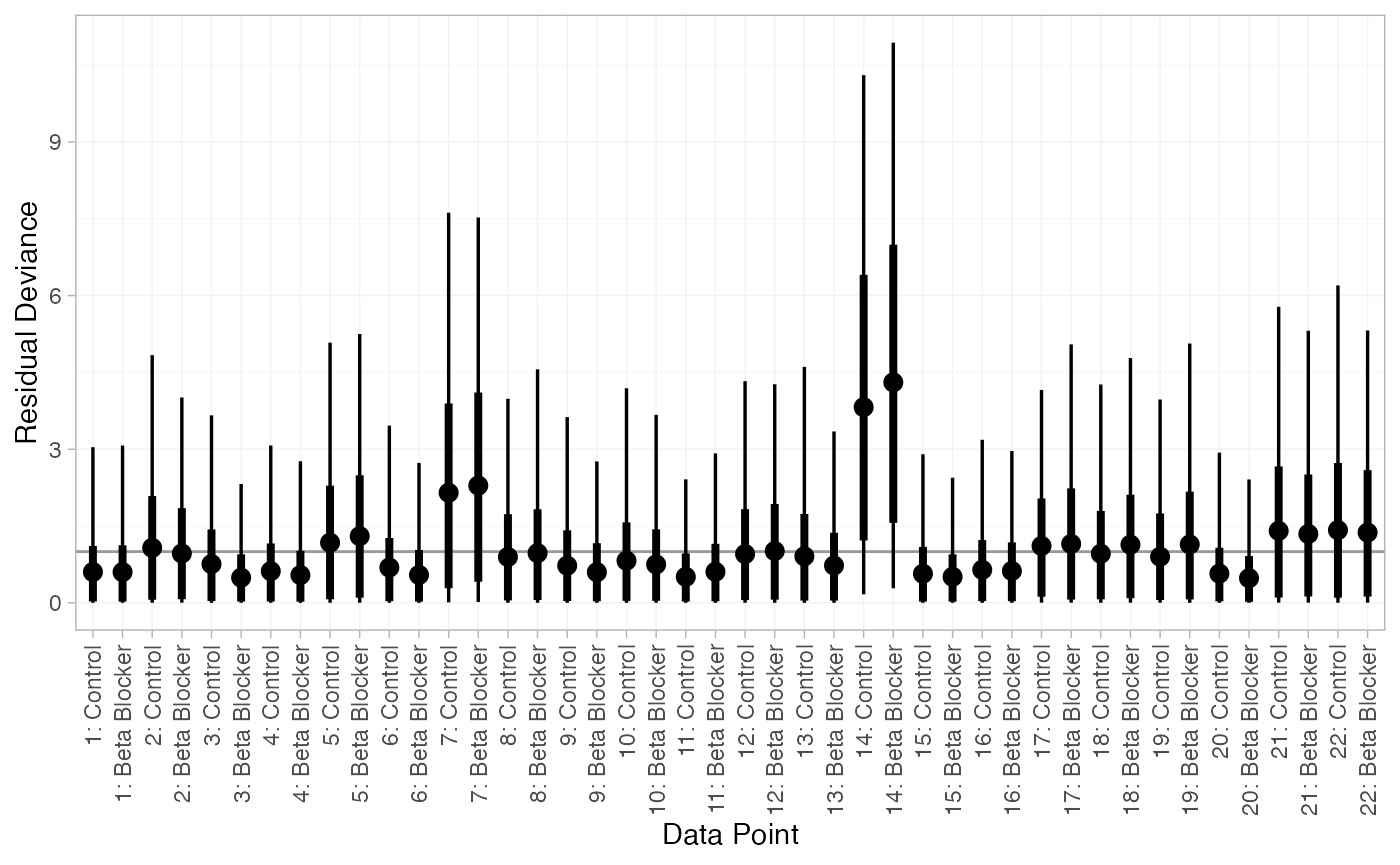 Residual Deviance
9
6
3
0
1: Control
1: Beta Blocker
2: Control
2: Beta Blocker
3: Control
3: Beta Blocker
4: Control
4: Beta Blocker
5: Control
5: Beta Blocker
6: Control
6: Beta Blocker
7: Control
7: Beta Blocker
8: Control
8: Beta Blocker
9: Control
9: Beta Blocker
10: Control
10: Beta Blocker
11: Control
11: Beta Blocker
12: Control
12: Beta Blocker
13: Control
13: Beta Blocker
14: Control
14: Beta Blocker
15: Control
15: Beta Blocker
16: Control
16: Beta Blocker
17: Control
17: Beta Blocker
18: Control
18: Beta Blocker
19: Control
19: Beta Blocker
20: Control
20: Beta Blocker
21: Control
21: Beta Blocker
22: Control
22: Beta Blocker
Data Point